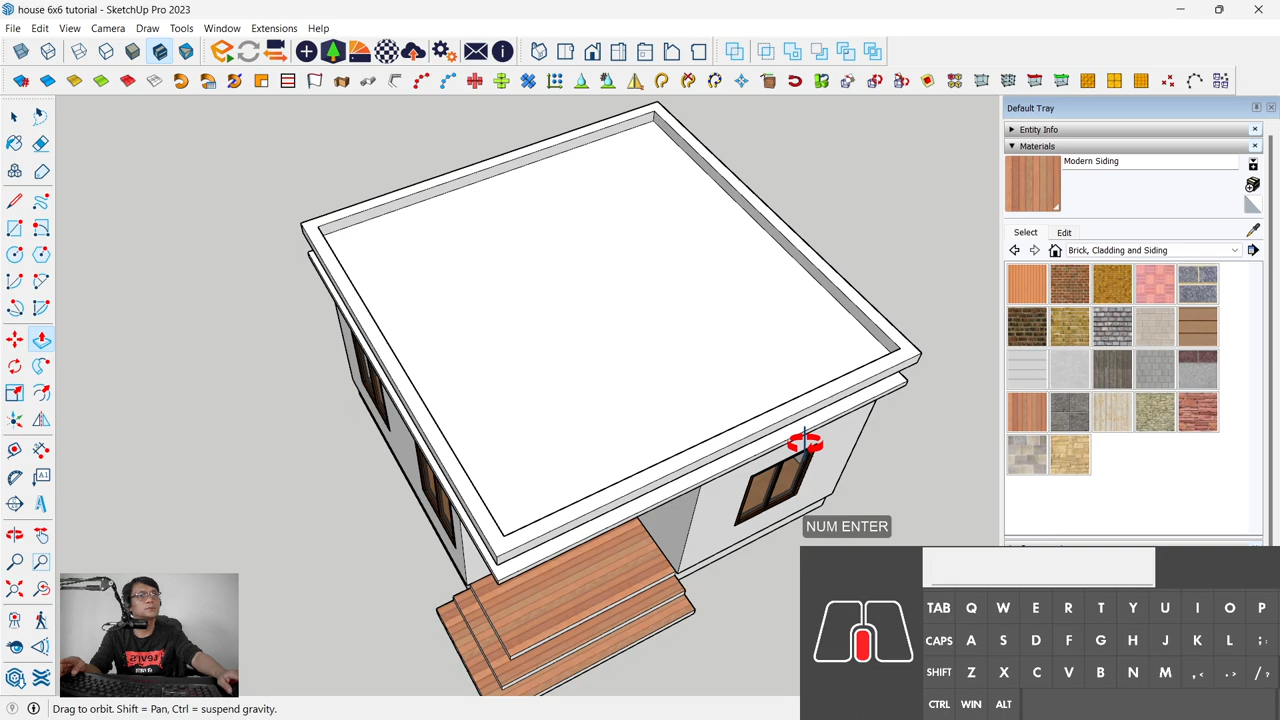 house 6x6 tutorial - SketchUp Pro 2023
File Edit View Camera Draw Tools Window Extensions Help
Default Tray
Entity Info
Materials
Modern Siding
Select Edit
Brick, Cladding and Siding
NUM ENTER
TAB Q W E R T Y U I O P
CAPS A S D F G H J K L ; :
SHIFT Z X C V B N M , < . > / ?
CTRL WIN ALT
LEVI'S
Drag to orbit. Shift = Pan, Ctrl = suspend gravity.